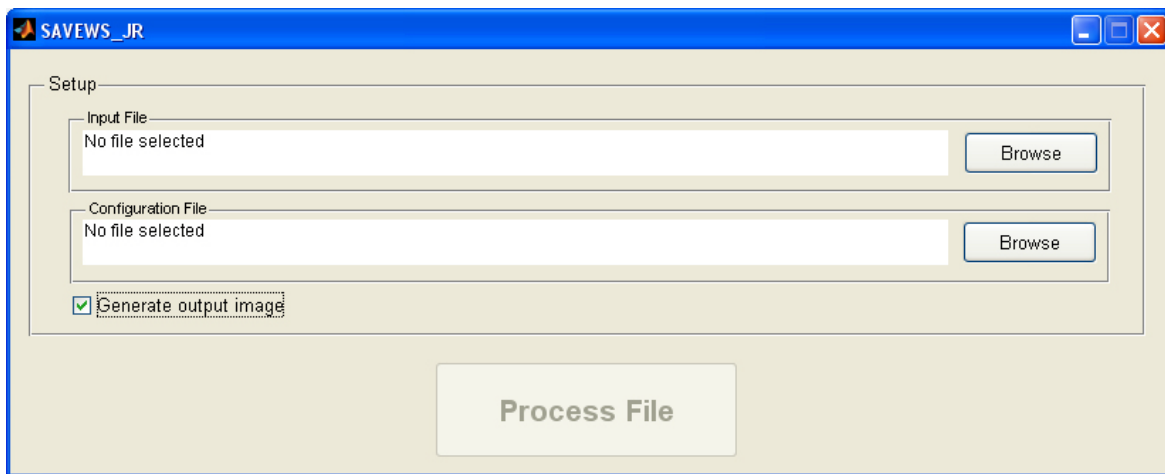 SAVEWS_JR
Setup
Input File
No file selected
Browse
Configuration File
No file selected
Browse
Generate output image
Process File